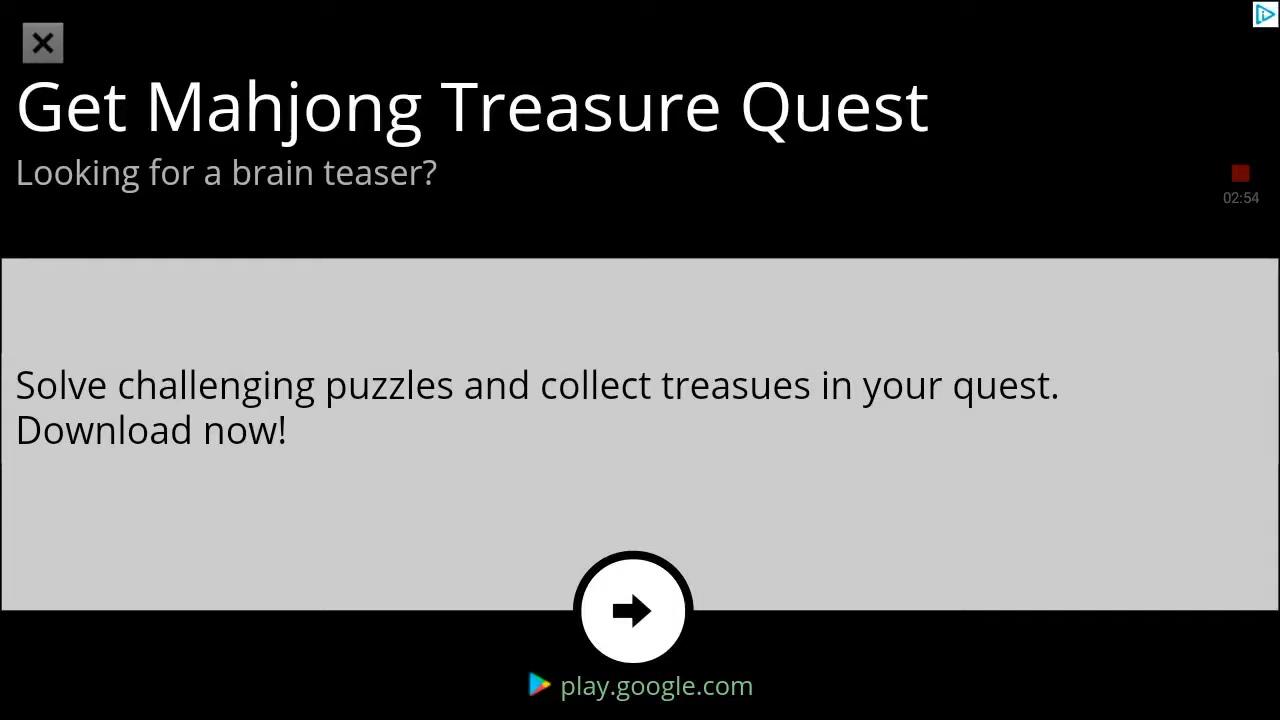 Get Mahjong Treasure Quest
Looking for a brain teaser?
02:54
Solve challenging puzzles and collect treasues in your quest.
Download now!
play.google.com